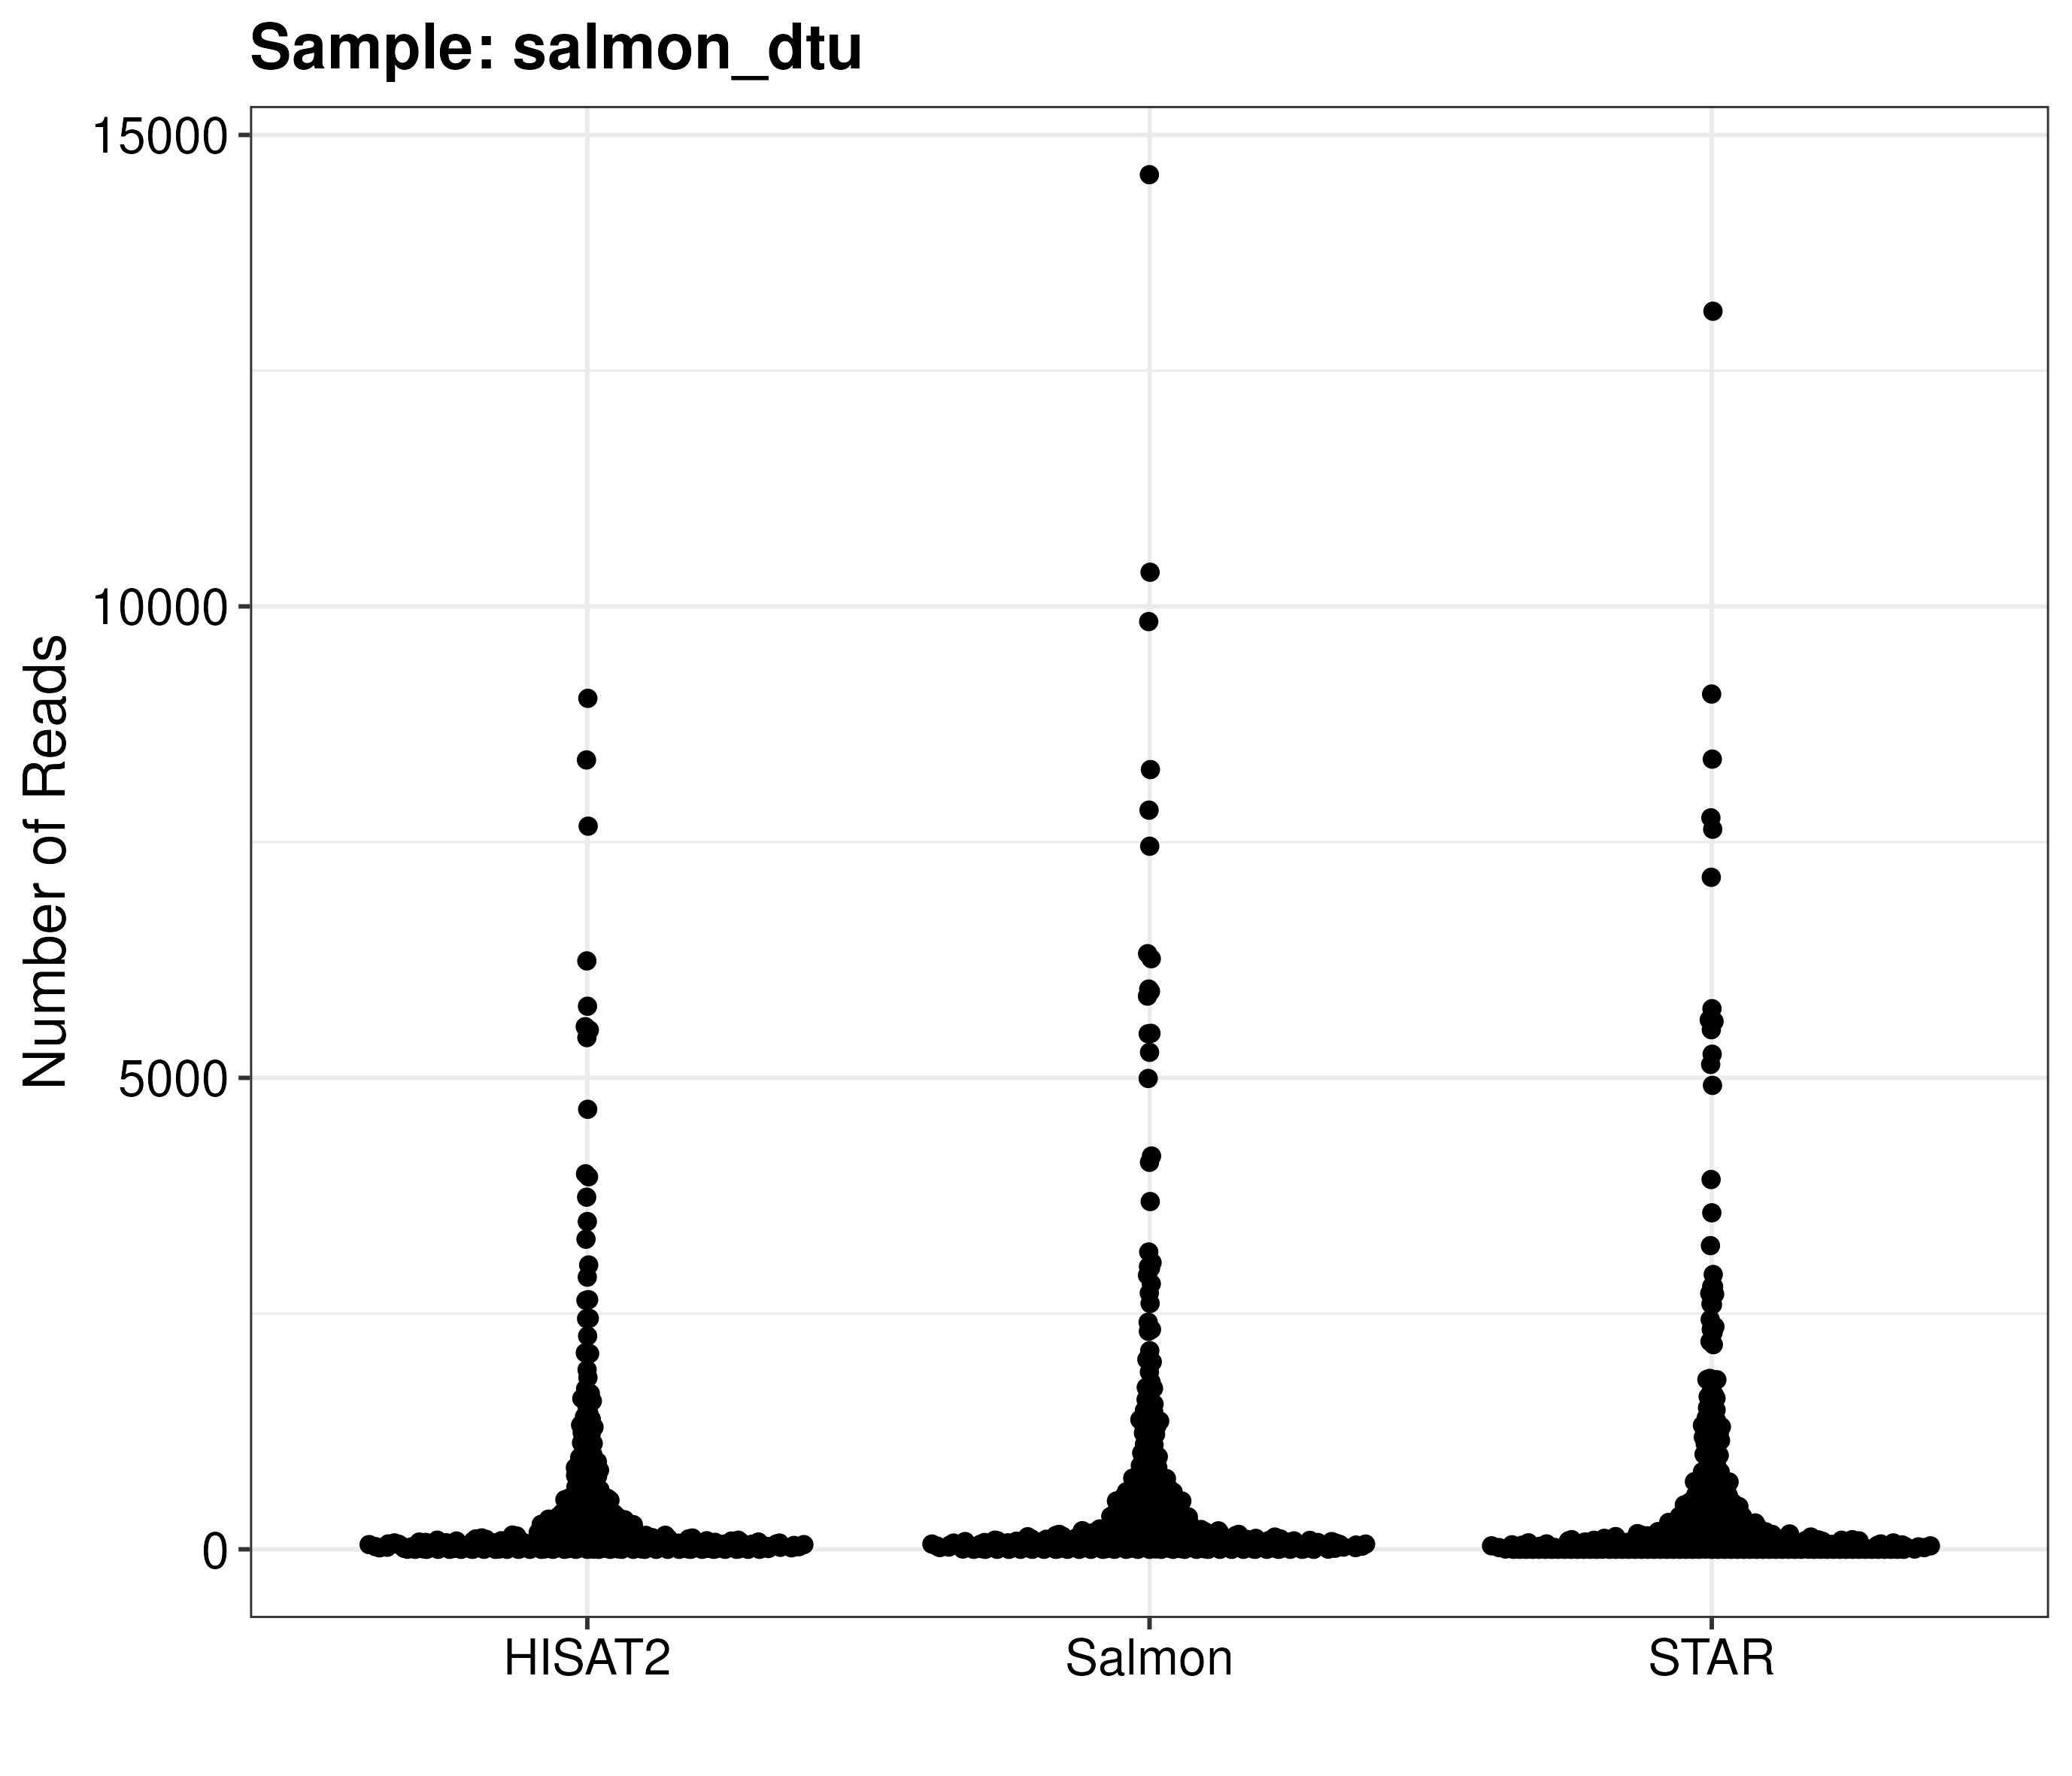 Sample: salmon_dtu
Number of Reads
15000
10000
5000
0
HISAT2
Salmon
STAR